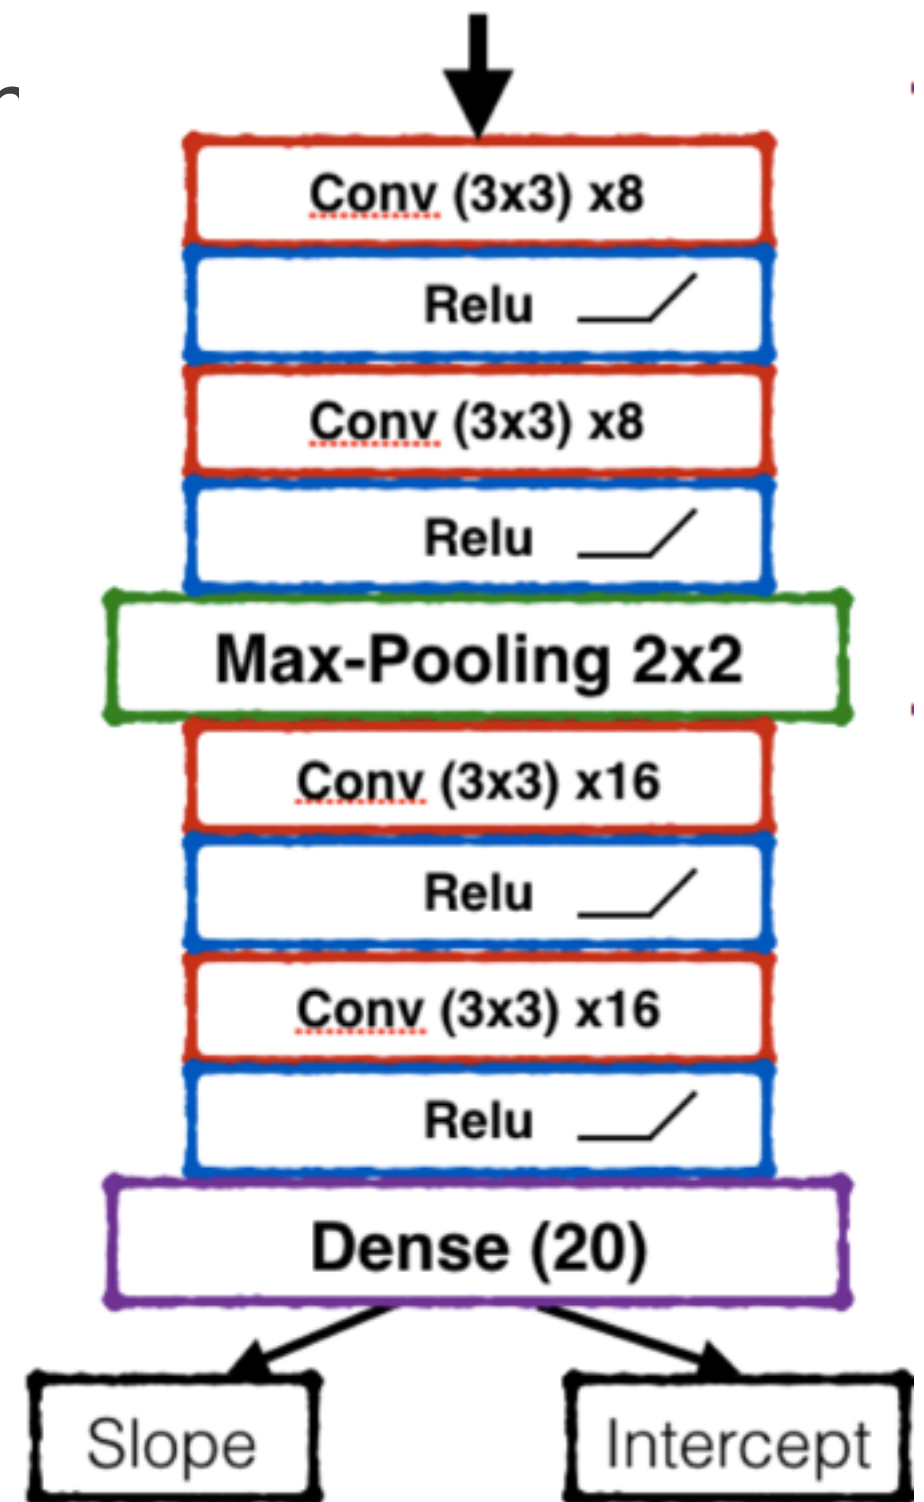 Conv (3x3) x8
Relu
Conv (3x3) x8
Relu
Max-Pooling 2x2
Conv (3x3) x16
Relu
Conv (3x3) x16
Relu
Dense (20)
Slope Intercept